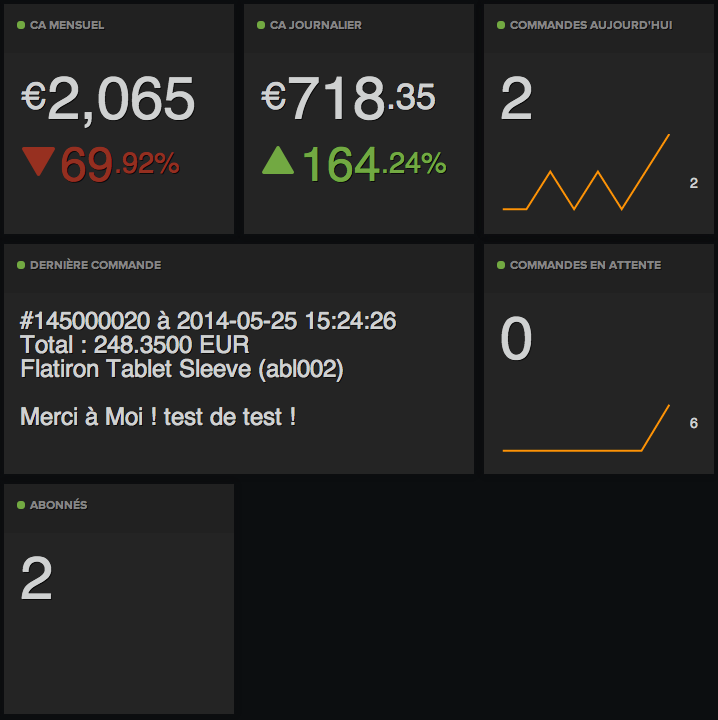 CA MENSUEL
€2,065
69.92%
CA JOURNALIER
€718.35
164.24%
COMMANDES AUJOURD'HUI
2
2
DERNIÈRE COMMANDE
#145000020 à 2014-05-25 15:24:26
Total : 248.3500 EUR
Flatiron Tablet Sleeve (abl002)
Merci à Moi ! test de test !
COMMANDES EN ATTENTE
0
6
ABONNÉS
2